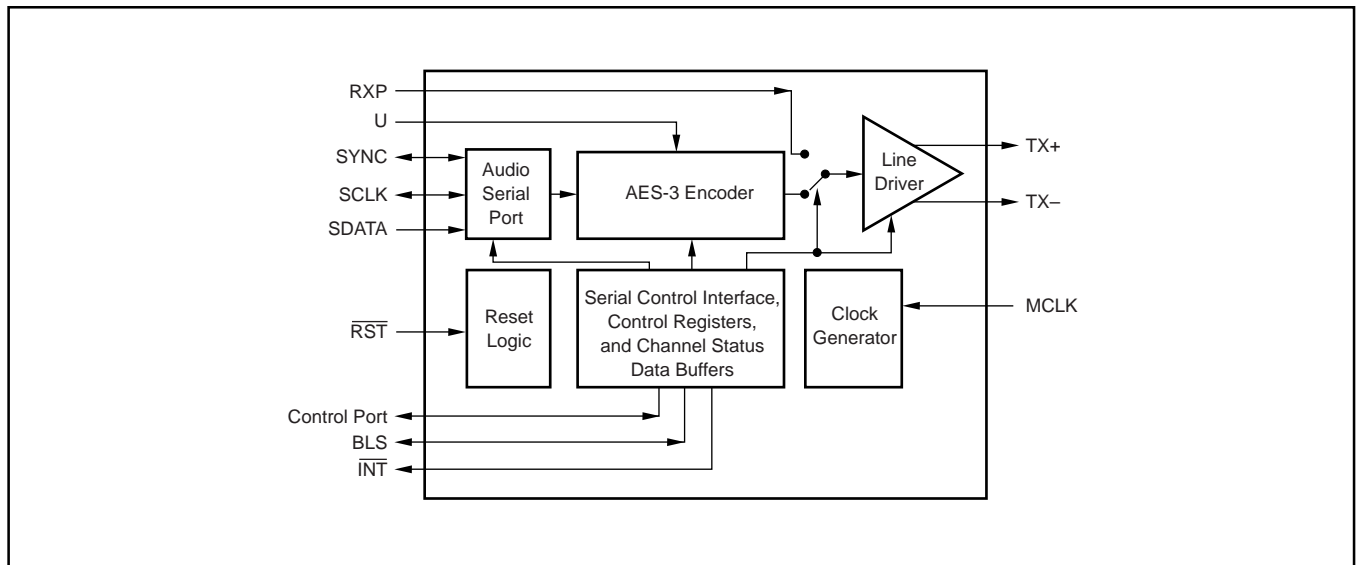 RXP
U
SYNC
SCLK
SDATA
Audio
Serial
Port
AES-3 Encoder
Line
Driver
TX+
TX–
RST
Reset
Logic
Serial Control Interface,
Control Registers,
and Channel Status
Data Buffers
Clock
Generator
MCLK
Control Port
BLS
INT